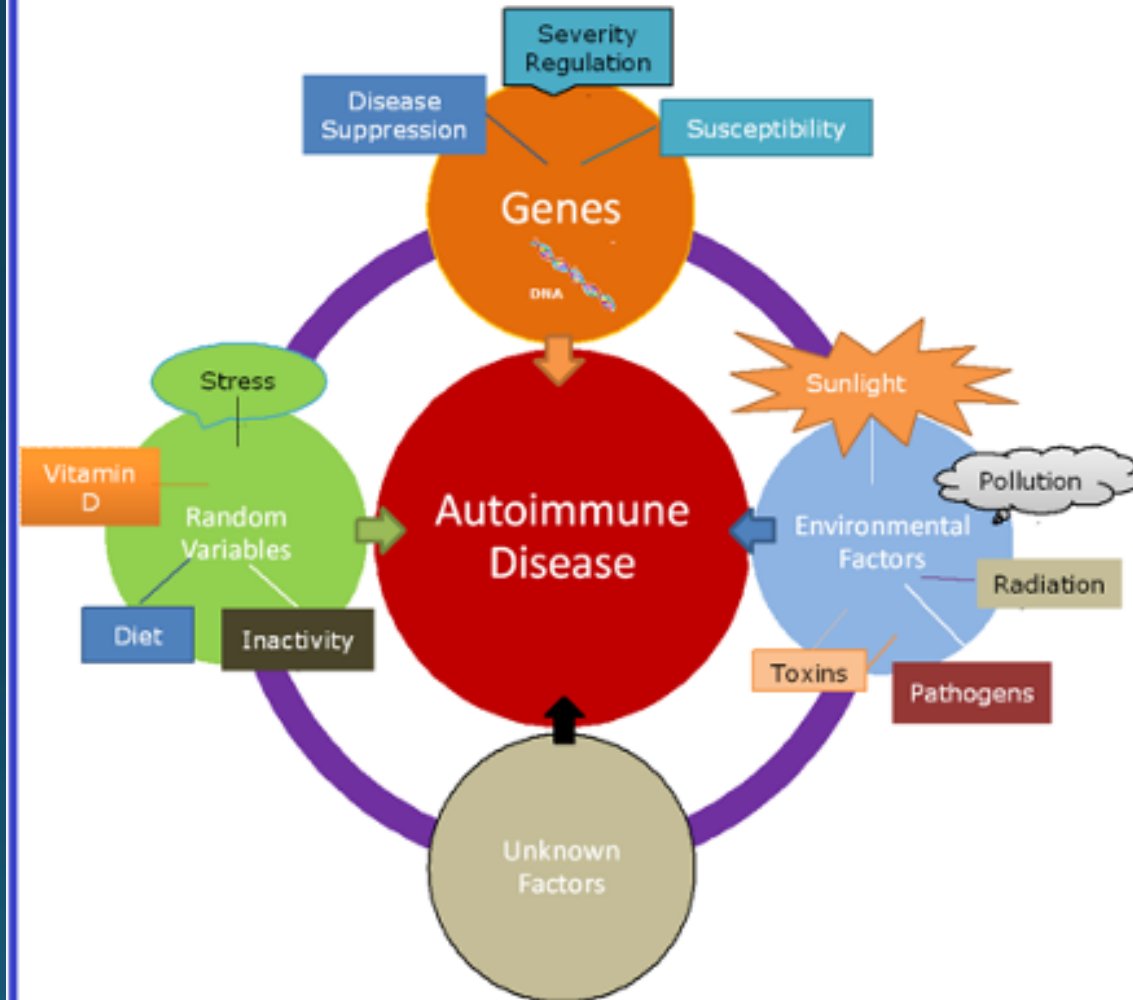 Severity
Regulation
Disease
Suppression
Susceptibility
Genes
DNA
Stress
Sunlight
Vitamin
D
Pollution
Random
Variables
Autoimmune
Disease
Environmental
Factors
Radiation
Diet
Inactivity
Toxins
Pathogens
Unknown
Factors